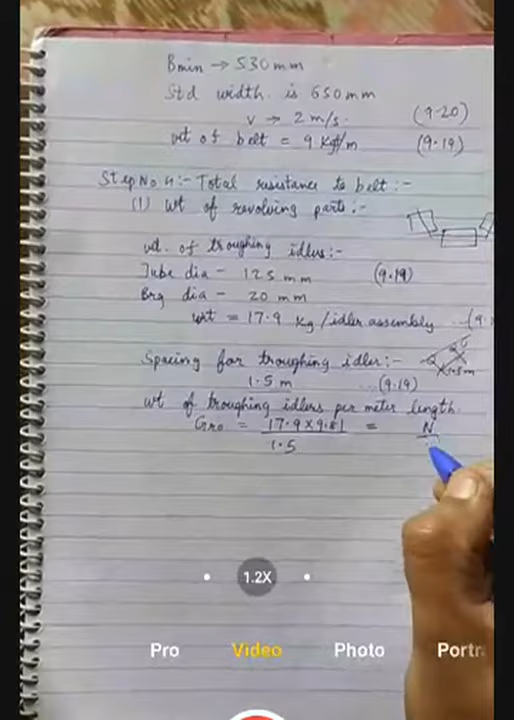 Bmin → 530 mm
Std width is 650 mm
v → 2 m/s. (9.20)
wt of belt = 9 Kgf/m (9.19)
Step No 4:- Total resistance to belt:-
(1) wt of revolving parts:-
wt. of troughing idlers:-
Tube dia - 125 mm (9.19)
Brg dia - 20 mm
wt = 17.9 kg/idler assembly ...(9.
Spacing for troughing idler:-
1.5 m ...(9.19)
wt of troughing idlers per meter length.
Gro = 17.9 x 9.81 = N
1.5
1.2X
Pro Video Photo Portr